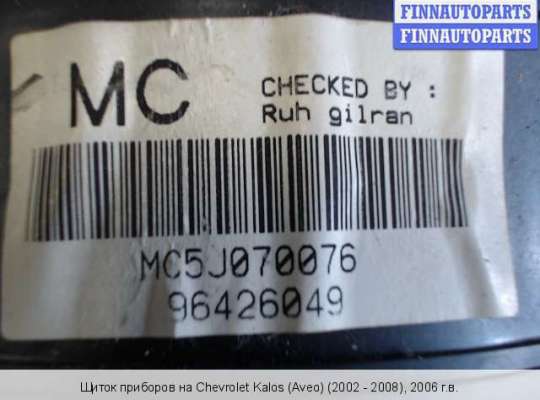 FINNAUTOPARTS
FINNAUTOPARTS
MC
CHECKED BY :
Ruh gilran
MC5J070076
96426049
Щиток приборов на Chevrolet Kalos (Aveo) (2002 - 2008), 2006 г.в.